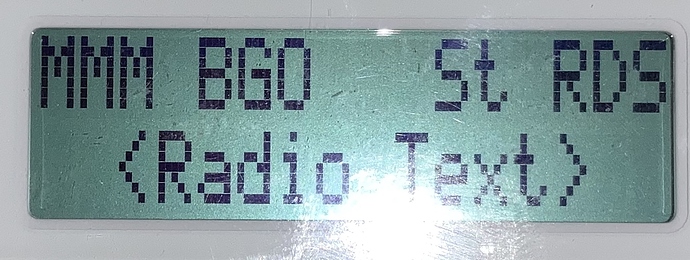 MMM BGO St RDS
<Radio Text>